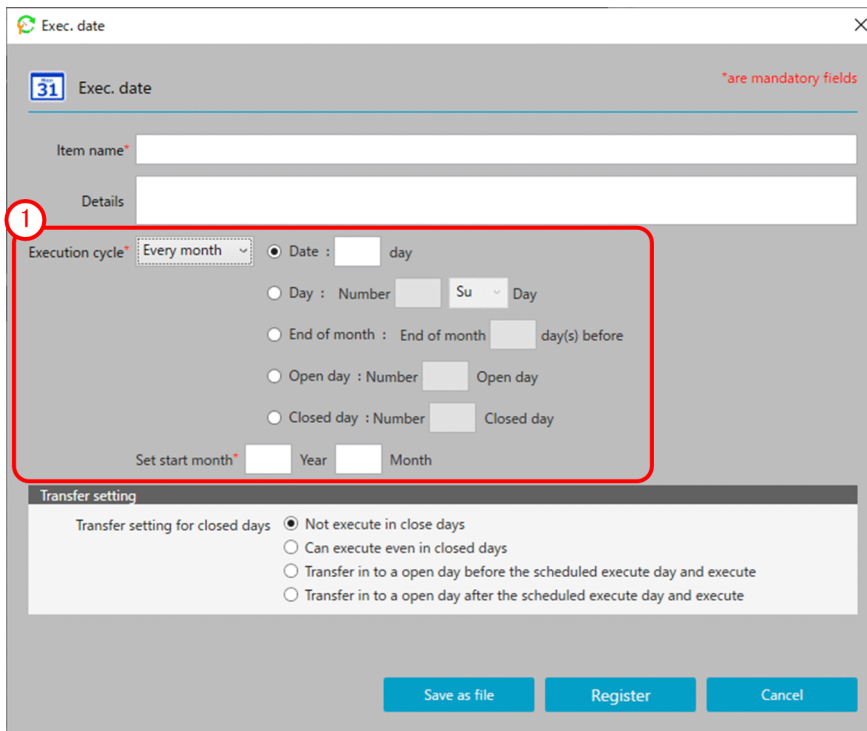 Exec. date
Mon
31 Exec. date
*are mandatory fields
Item name*
Details
1
Execution cycle* Every month Date : day
Day : Number Su Day
End of month : End of month day(s) before
Open day : Number Open day
Closed day : Number Closed day
Set start month* Year Month
Transfer setting
Transfer setting for closed days Not execute in close days
Can execute even in closed days
Transfer in to a open day before the scheduled execute day and execute
Transfer in to a open day after the scheduled execute day and execute
Save as file Register Cancel